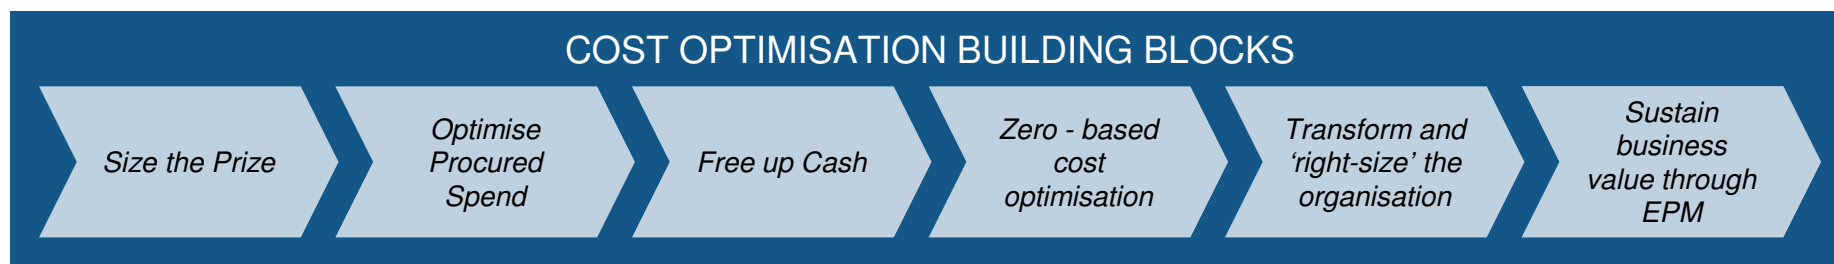 COST OPTIMISATION BUILDING BLOCKS
Size the Prize
Optimise
Procured
Spend
Free up Cash
Zero - based
cost
optimisation
Transform and
‘right-size’ the
organisation
Sustain
business
value through
EPM